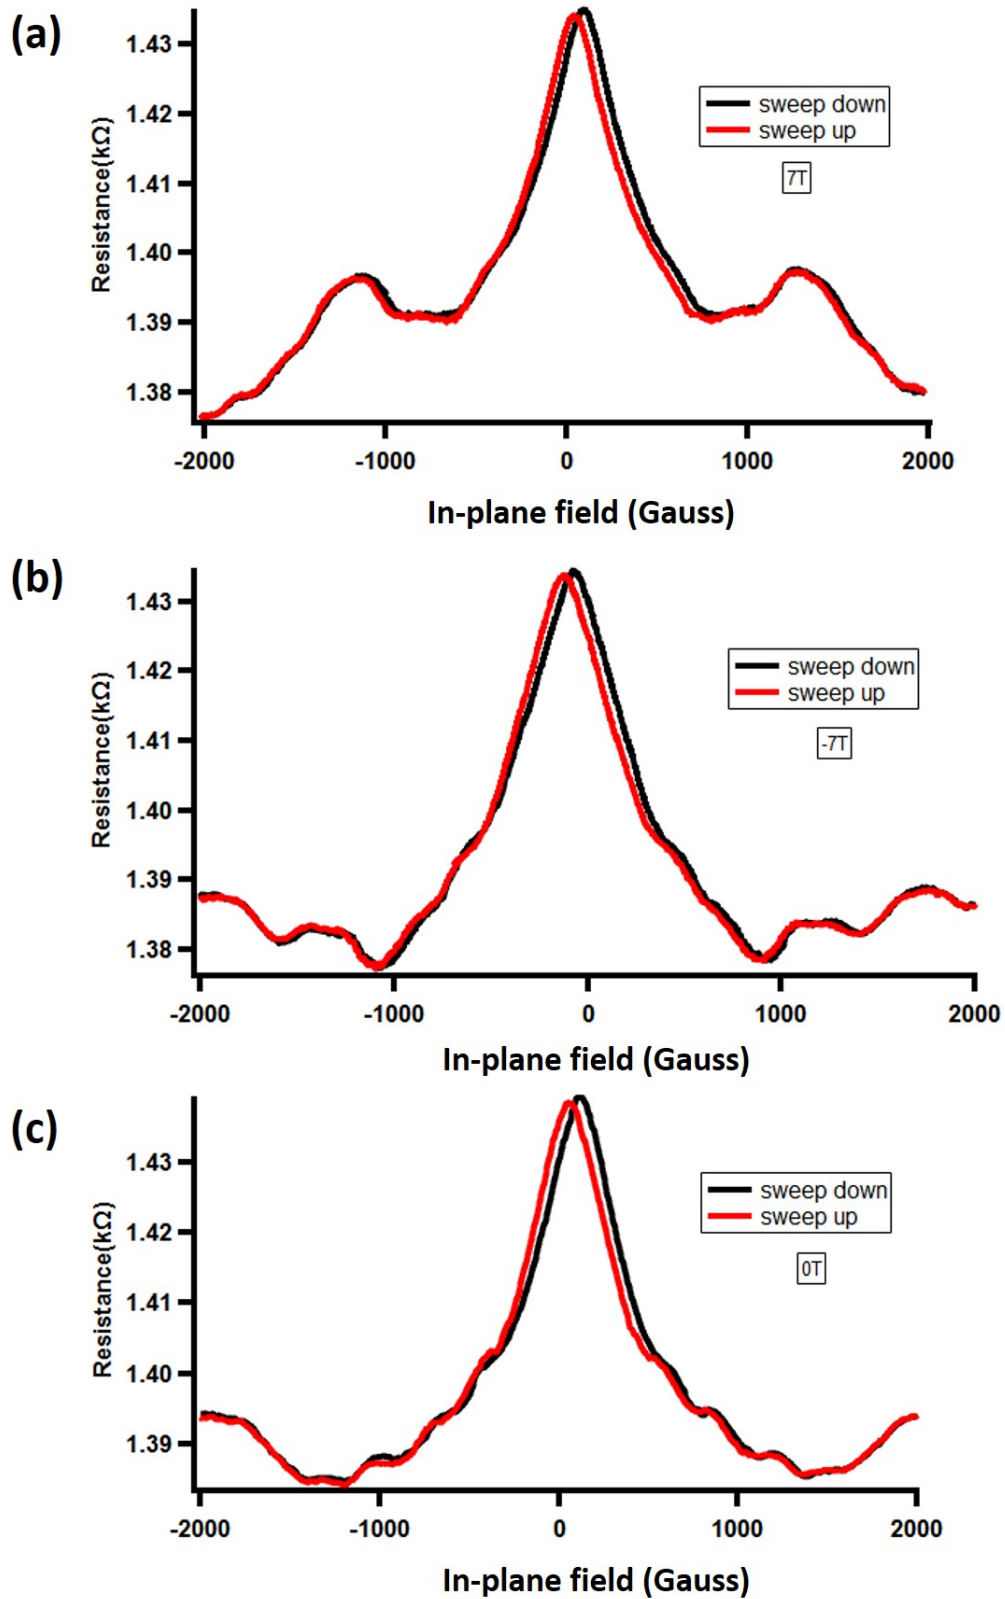 (a)
Resistance(kΩ)
1.43
1.42
1.41
1.40
1.39
1.38
sweep down
sweep up
7T
-2000 -1000 0 1000 2000
In-plane field (Gauss)
(b)
Resistance(kΩ)
1.43
1.42
1.41
1.40
1.39
1.38
sweep down
sweep up
-7T
-2000 -1000 0 1000 2000
In-plane field (Gauss)
(c)
Resistance(kΩ)
1.43
1.42
1.41
1.40
1.39
sweep down
sweep up
0T
-2000 -1000 0 1000 2000
In-plane field (Gauss)